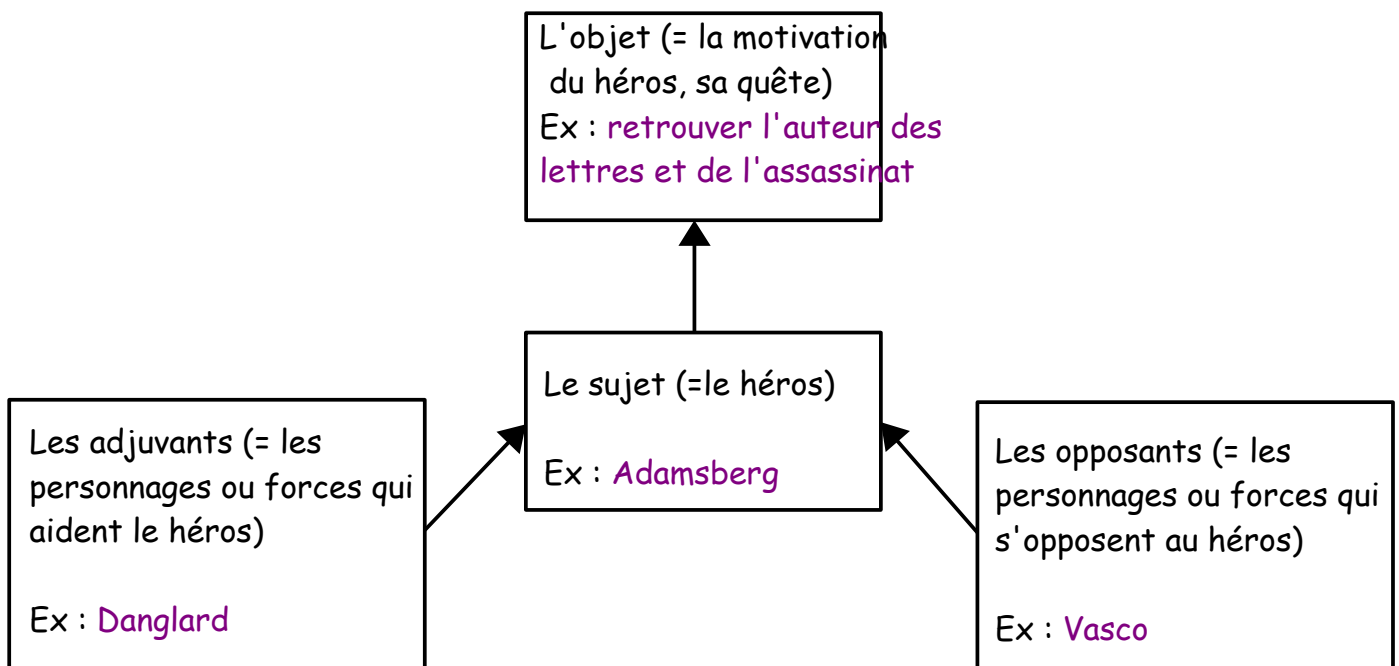 L'objet (= la motivation
du héros, sa quête)
Ex : retrouver l'auteur des
lettres et de l'assassinat
Le sujet (=le héros)
Ex : Adamsberg
Les adjuvants (= les
personnages ou forces qui
aident le héros)
Ex : Danglard
Les opposants (= les
personnages ou forces qui
s'opposent au héros)
Ex : Vasco